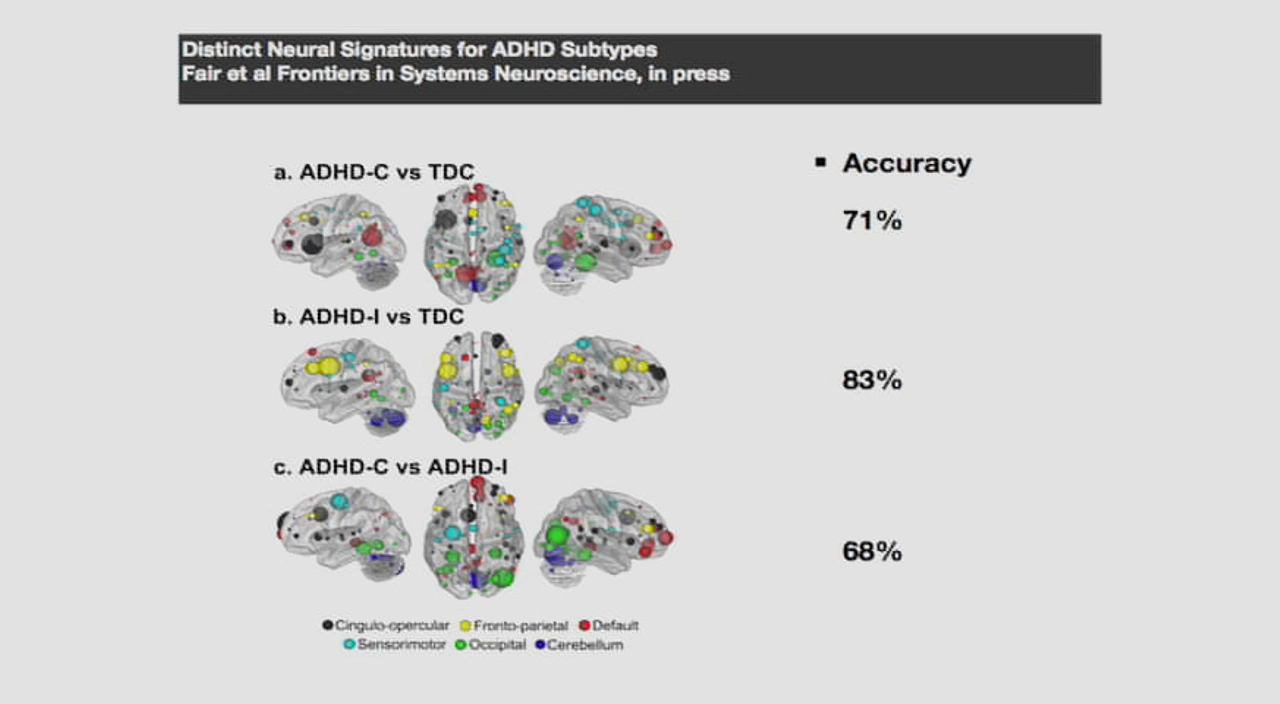 Distinct Neural Signatures for ADHD Subtypes
Fair et al Frontiers in Systems Neuroscience, in press
a. ADHD-C vs TDC
▪ Accuracy
71%
b. ADHD-I vs TDC
83%
c. ADHD-C vs ADHD-I
68%
Cingulo-opercular Fronto-parietal Default
Sensorimotor Occipital Cerebellum